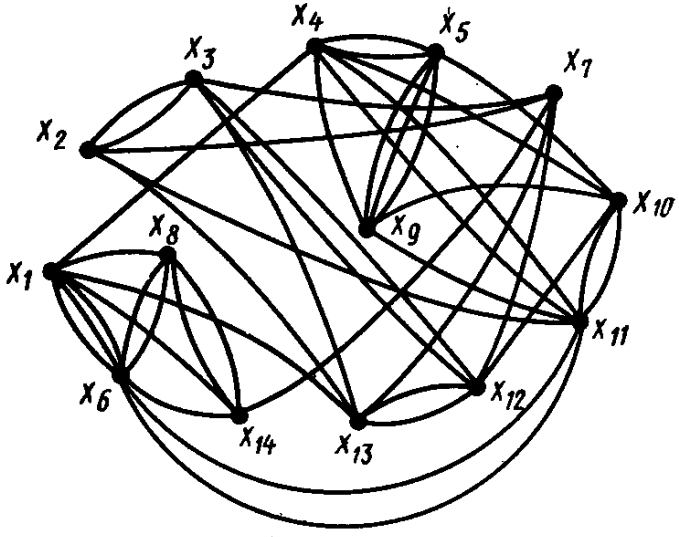 x₄
x₅
x₃
x₇
x₂
x₈
x₉
x₁₀
x₁
x₁₁
x₆
x₁₂
x₁₄
x₁₃